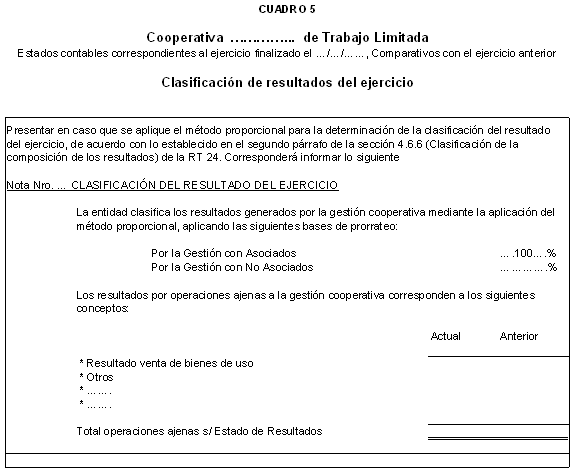 CUADRO 5
Cooperativa ………….. de Trabajo Limitada
Estados contables correspondientes al ejercicio finalizado el …/…/……, Comparativos con el ejercicio anterior
Clasificación de resultados del ejercicio
Presentar en caso que se aplique el método proporcional para la determinación de la clasificación del resultado
del ejercicio, de acuerdo con lo establecido en el segundo párrafo de la sección 4.6.6 (Clasificación de la
composición de los resultados) de la RT 24. Corresponderá informar lo siguiente
Nota Nro. ... CLASIFICACIÓN DEL RESULTADO DEL EJERCICIO
La entidad clasifica los resultados generados por la gestión cooperativa mediante la aplicación del
método proporcional, aplicando las siguientes bases de prorrateo:
Por la Gestión con Asociados ….100….%
Por la Gestión con No Asociados ………….%
Los resultados por operaciones ajenas a la gestión cooperativa corresponden a los siguientes
conceptos:
Actual Anterior
* Resultado venta de bienes de uso
* Otros
* …….
* …….
Total operaciones ajenas s/ Estado de Resultados